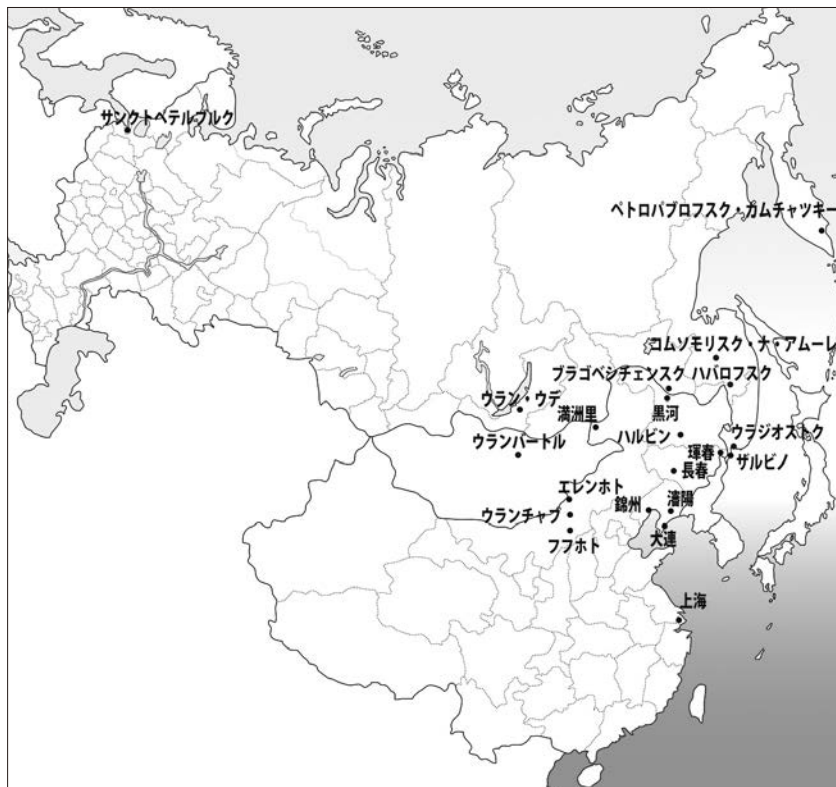 サンクトペテルブルク
ペトロパブロフスク・カムチャツキー
コムソモリスク・ナ・アムーレ
ブラゴベシチェンスク
ハバロフスク
ウラン・ウデ
満洲里
黒河
ウランバートル
ハルビン
ウラジオストク
琿春
ザルビノ
長春
エレンホト
錦州
瀋陽
ウランチャブ
フフホト
大連
上海